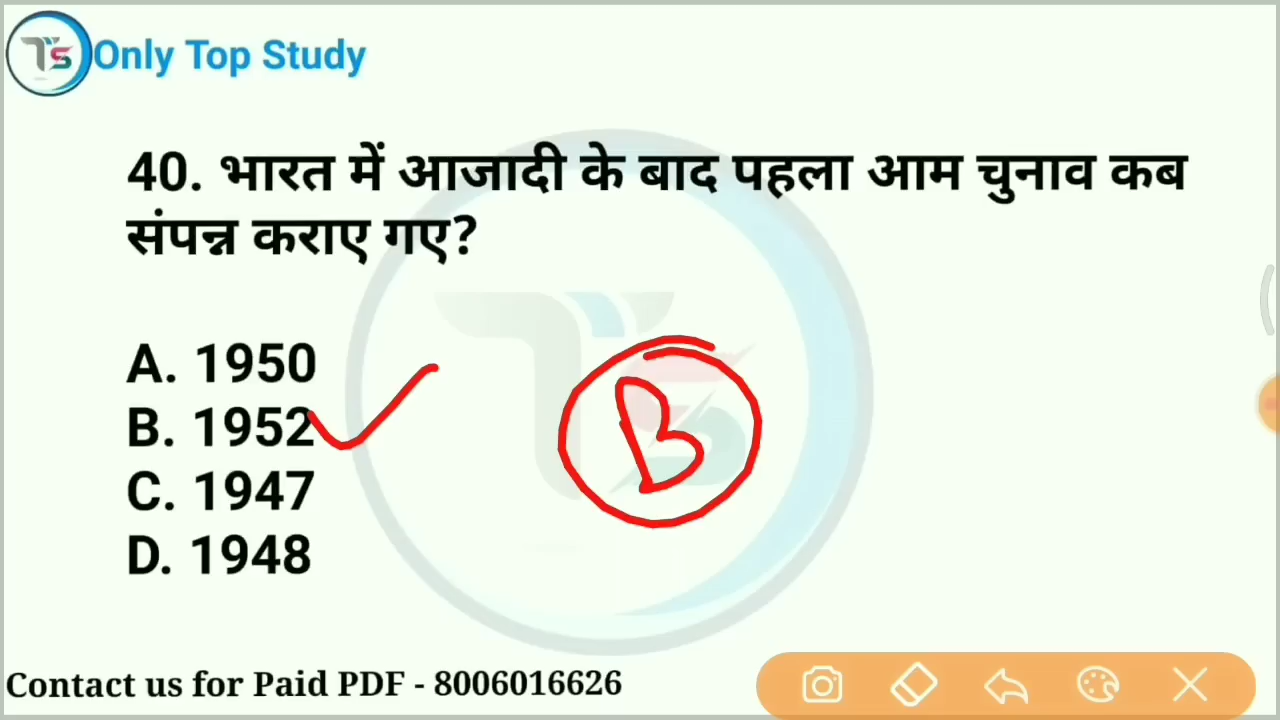 TS Only Top Study
40. भारत में आजादी के बाद पहला आम चुनाव कब
संपन्न कराए गए?
A. 1950
B. 1952
B
C. 1947
D. 1948
Contact us for Paid PDF - 8006016626